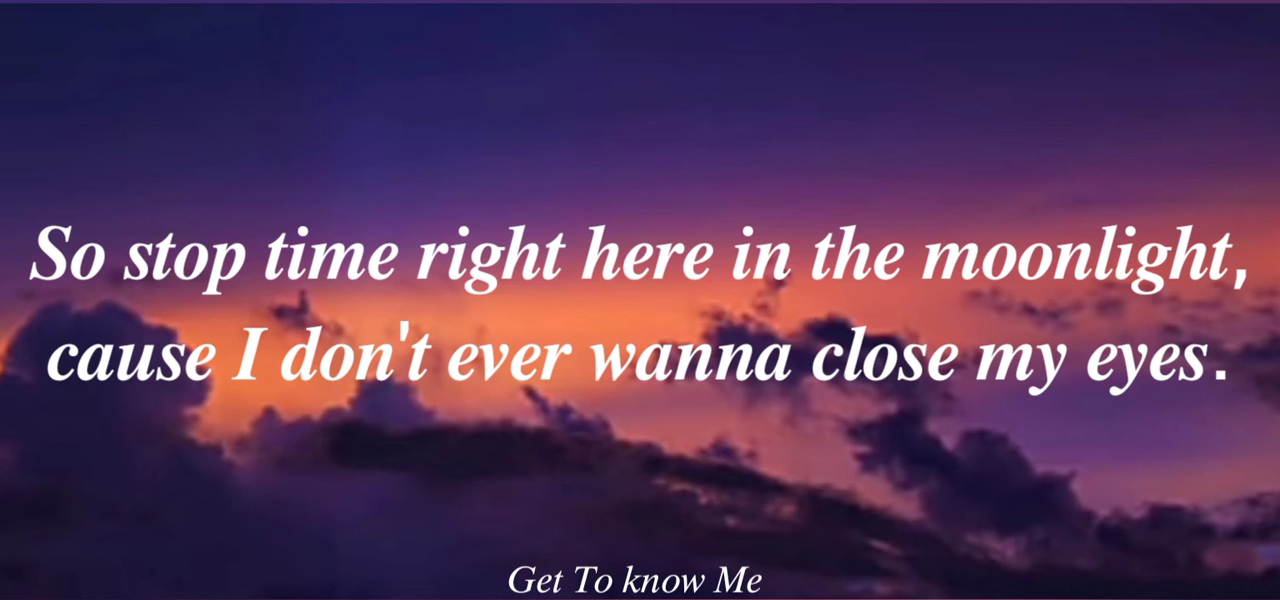 So stop time right here in the moonlight,
cause I don't ever wanna close my eyes.
Get To know Me